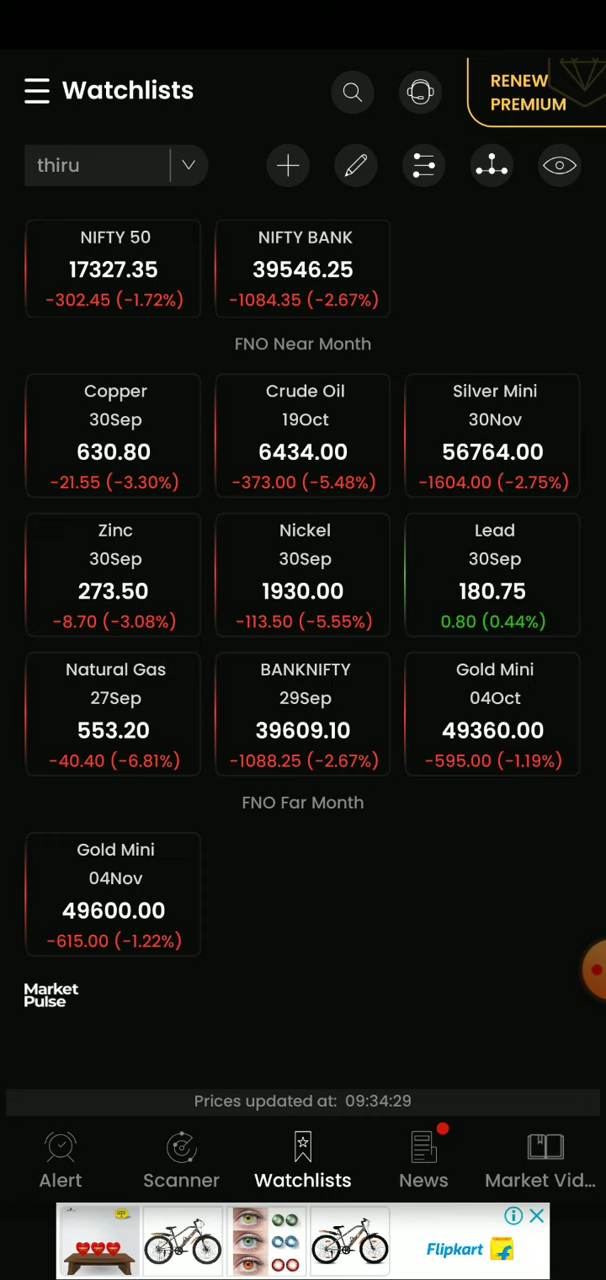 Watchlists
RENEW
PREMIUM
thiru
NIFTY 50
17327.35
-302.45 (-1.72%)
NIFTY BANK
39546.25
-1084.35 (-2.67%)
FNO Near Month
Copper
30Sep
630.80
-21.55 (-3.30%)
Crude Oil
19Oct
6434.00
-373.00 (-5.48%)
Silver Mini
30Nov
56764.00
-1604.00 (-2.75%)
Zinc
30Sep
273.50
-8.70 (-3.08%)
Nickel
30Sep
1930.00
-113.50 (-5.55%)
Lead
30Sep
180.75
0.80 (0.44%)
Natural Gas
27Sep
553.20
-40.40 (-6.81%)
BANKNIFTY
29Sep
39609.10
-1088.25 (-2.67%)
Gold Mini
04Oct
49360.00
-595.00 (-1.19%)
FNO Far Month
Gold Mini
04Nov
49600.00
-615.00 (-1.22%)
Market
Pulse
Prices updated at: 09:34:29
Alert
Scanner
Watchlists
News
Market Vid...
Flipkart